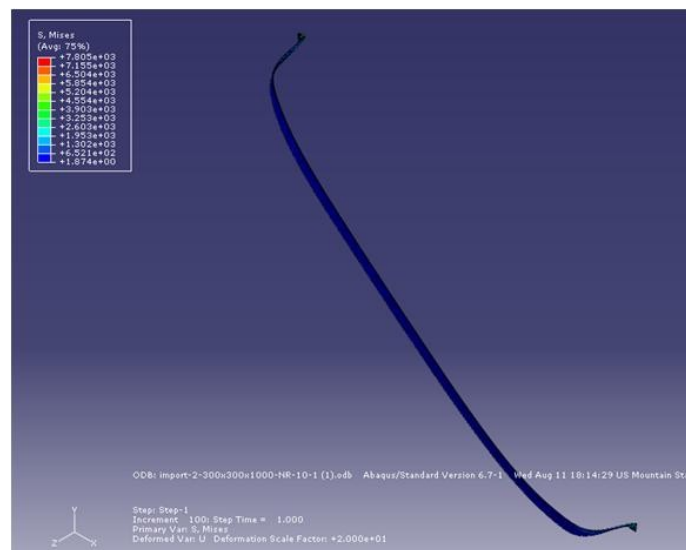 S, Mises
(Avg: 75%)
+7.805e+03
+7.155e+03
+6.504e+03
+5.854e+03
+5.204e+03
+4.554e+03
+3.903e+03
+3.253e+03
+2.603e+03
+1.953e+03
+1.302e+03
+6.521e+02
+1.874e+00
ODB: import-2-300x300x1000-NR-10-1 (1).odb Abaqus/Standard Version 6.7-1 Wed Aug 11 18:14:29 US Mountain Sta
Y
Z X
Step: Step-1
Increment 100: Step Time = 1.000
Primary Var: S, Mises
Deformed Var: U Deformation Scale Factor: +2.000e+01